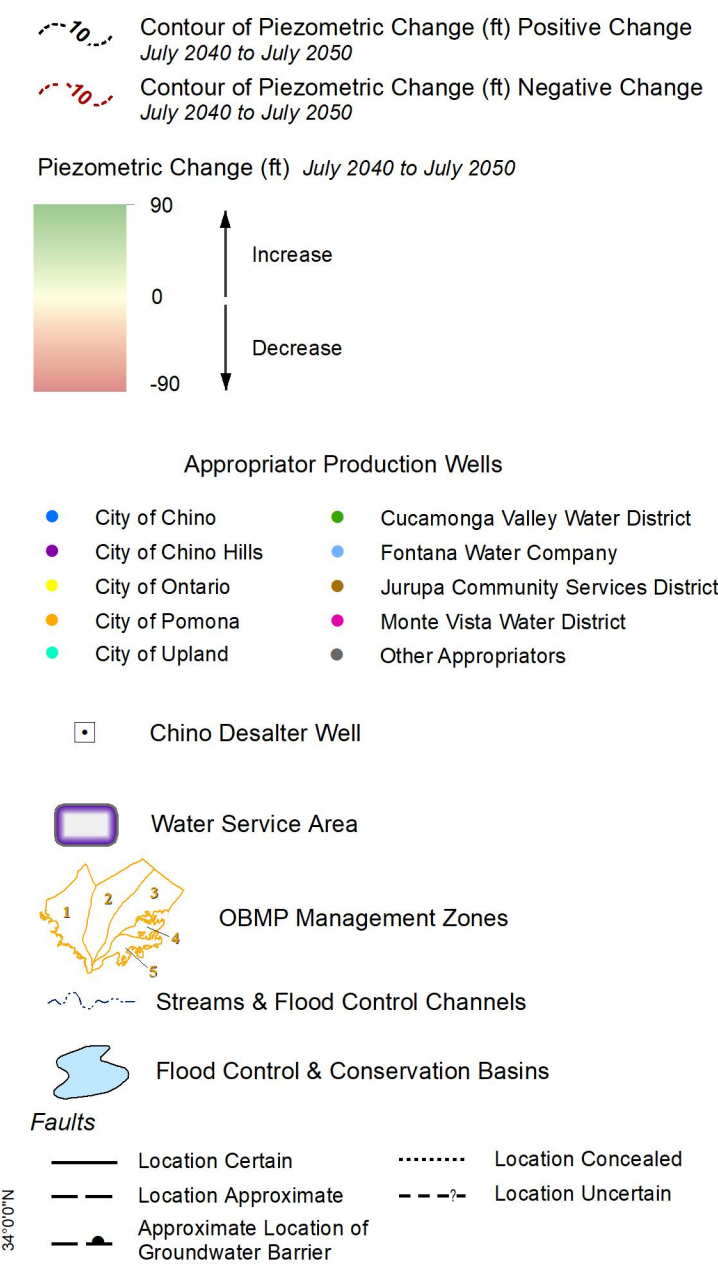 10
Contour of Piezometric Change (ft) Positive Change
July 2040 to July 2050
-10
Contour of Piezometric Change (ft) Negative Change
July 2040 to July 2050
Piezometric Change (ft) July 2040 to July 2050
90
Increase
0
Decrease
-90
Appropriator Production Wells
City of Chino
City of Chino Hills
City of Ontario
City of Pomona
City of Upland
Cucamonga Valley Water District
Fontana Water Company
Jurupa Community Services District
Monte Vista Water District
Other Appropriators
Chino Desalter Well
Water Service Area
1
2
3
4
5
OBMP Management Zones
Streams & Flood Control Channels
Flood Control & Conservation Basins
Faults
Location Certain
Location Approximate
Approximate Location of
Groundwater Barrier
Location Concealed
?
Location Uncertain
34°0'0"N